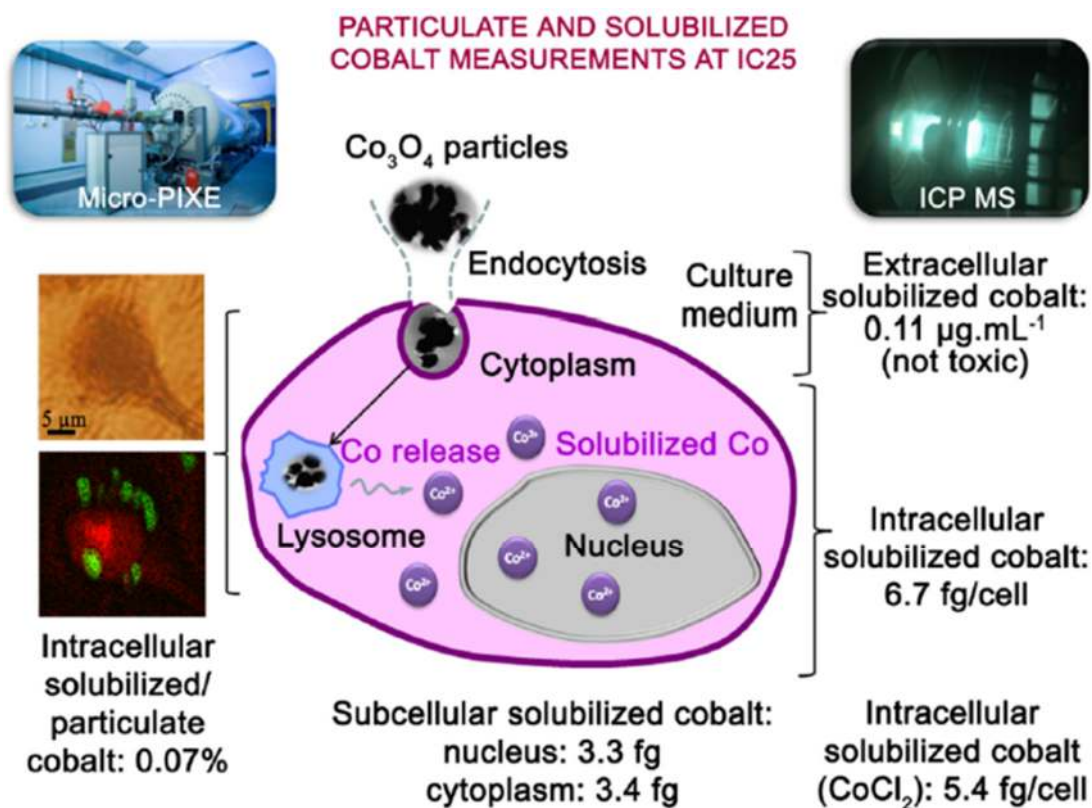 PARTICULATE AND SOLUBILIZED
COBALT MEASUREMENTS AT IC25
Micro-PIXE
ICP MS
Co₃O₄ particles
Endocytosis
Culture
medium
Extracellular
solubilized cobalt:
0.11 µg.mL⁻¹
(not toxic)
Cytoplasm
5 µm
Co release
Solubilized Co
Co²⁺
Co²⁺
Co²⁺
Co²⁺
Co²⁺
Co²⁺
Lysosome
Nucleus
Intracellular
solubilized cobalt:
6.7 fg/cell
Intracellular
solubilized/
particulate
cobalt: 0.07%
Subcellular solubilized cobalt:
nucleus: 3.3 fg
cytoplasm: 3.4 fg
Intracellular
solubilized cobalt
(CoCl₂): 5.4 fg/cell